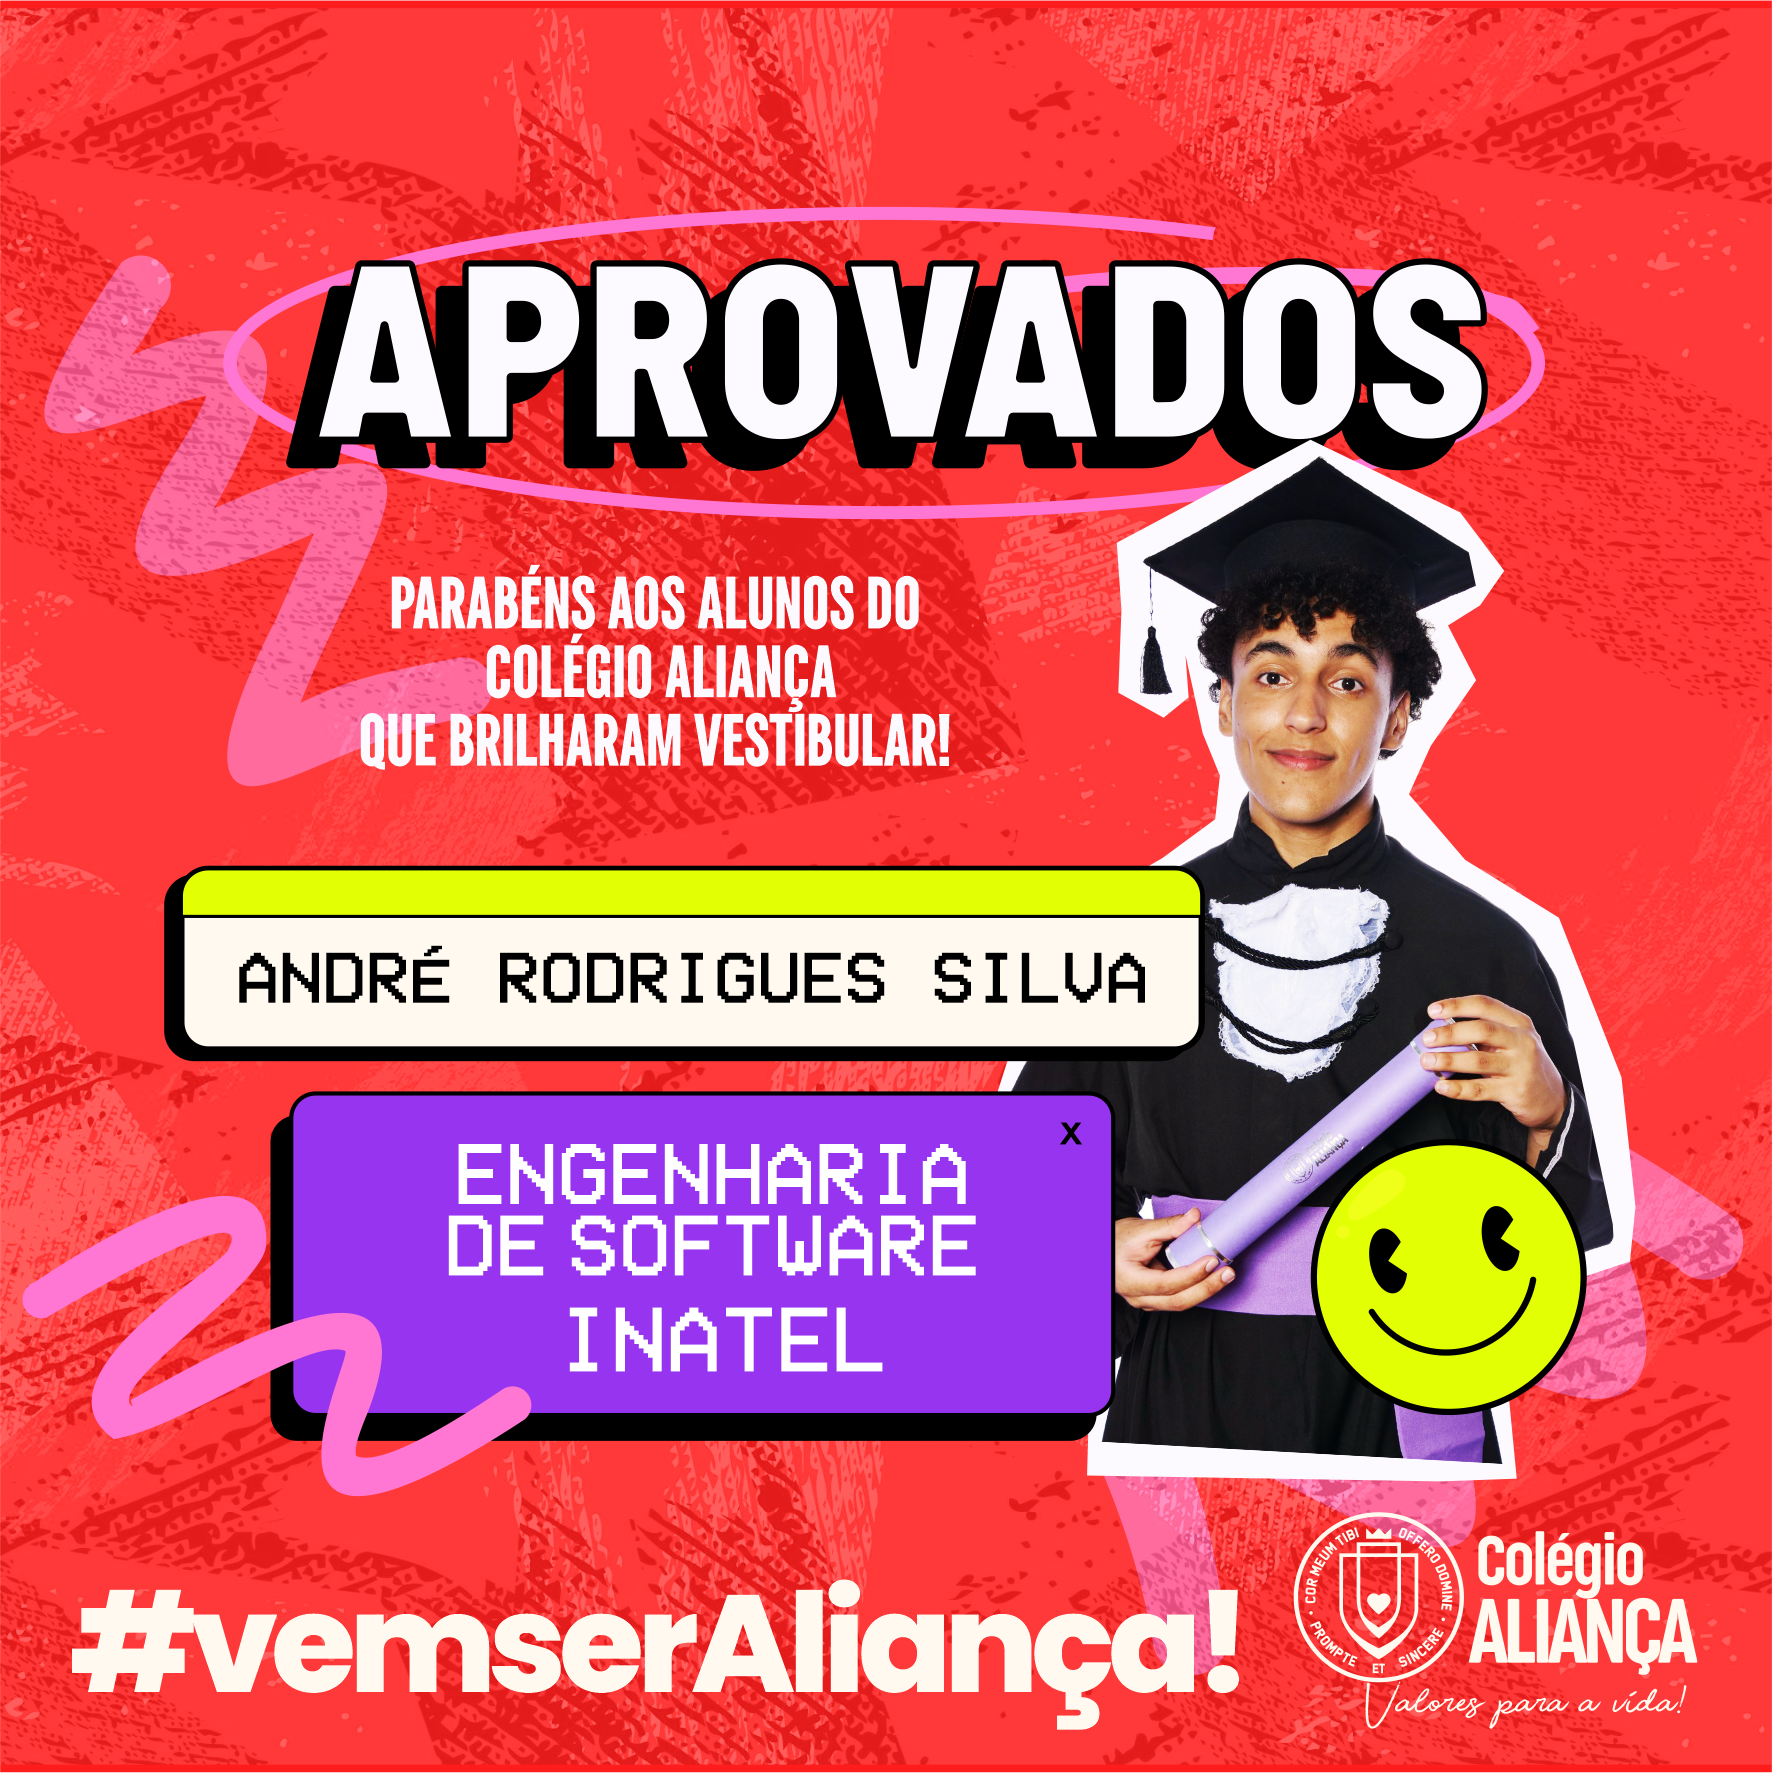 APROVADOS
PARABÉNS AOS ALUNOS DO
COLÉGIO ALIANÇA
QUE BRILHARAM VESTIBULAR!
ANDRÉ RODRIGUES SILVA
X
ENGENHARIA
DE SOFTWARE
INATEL
ALIANÇA
#vemserAliança!
COR MEUM TIBI OFFERO DOMINE
PROMPTE ET SINCERE
Colégio
ALIANÇA
Valores para a vida!